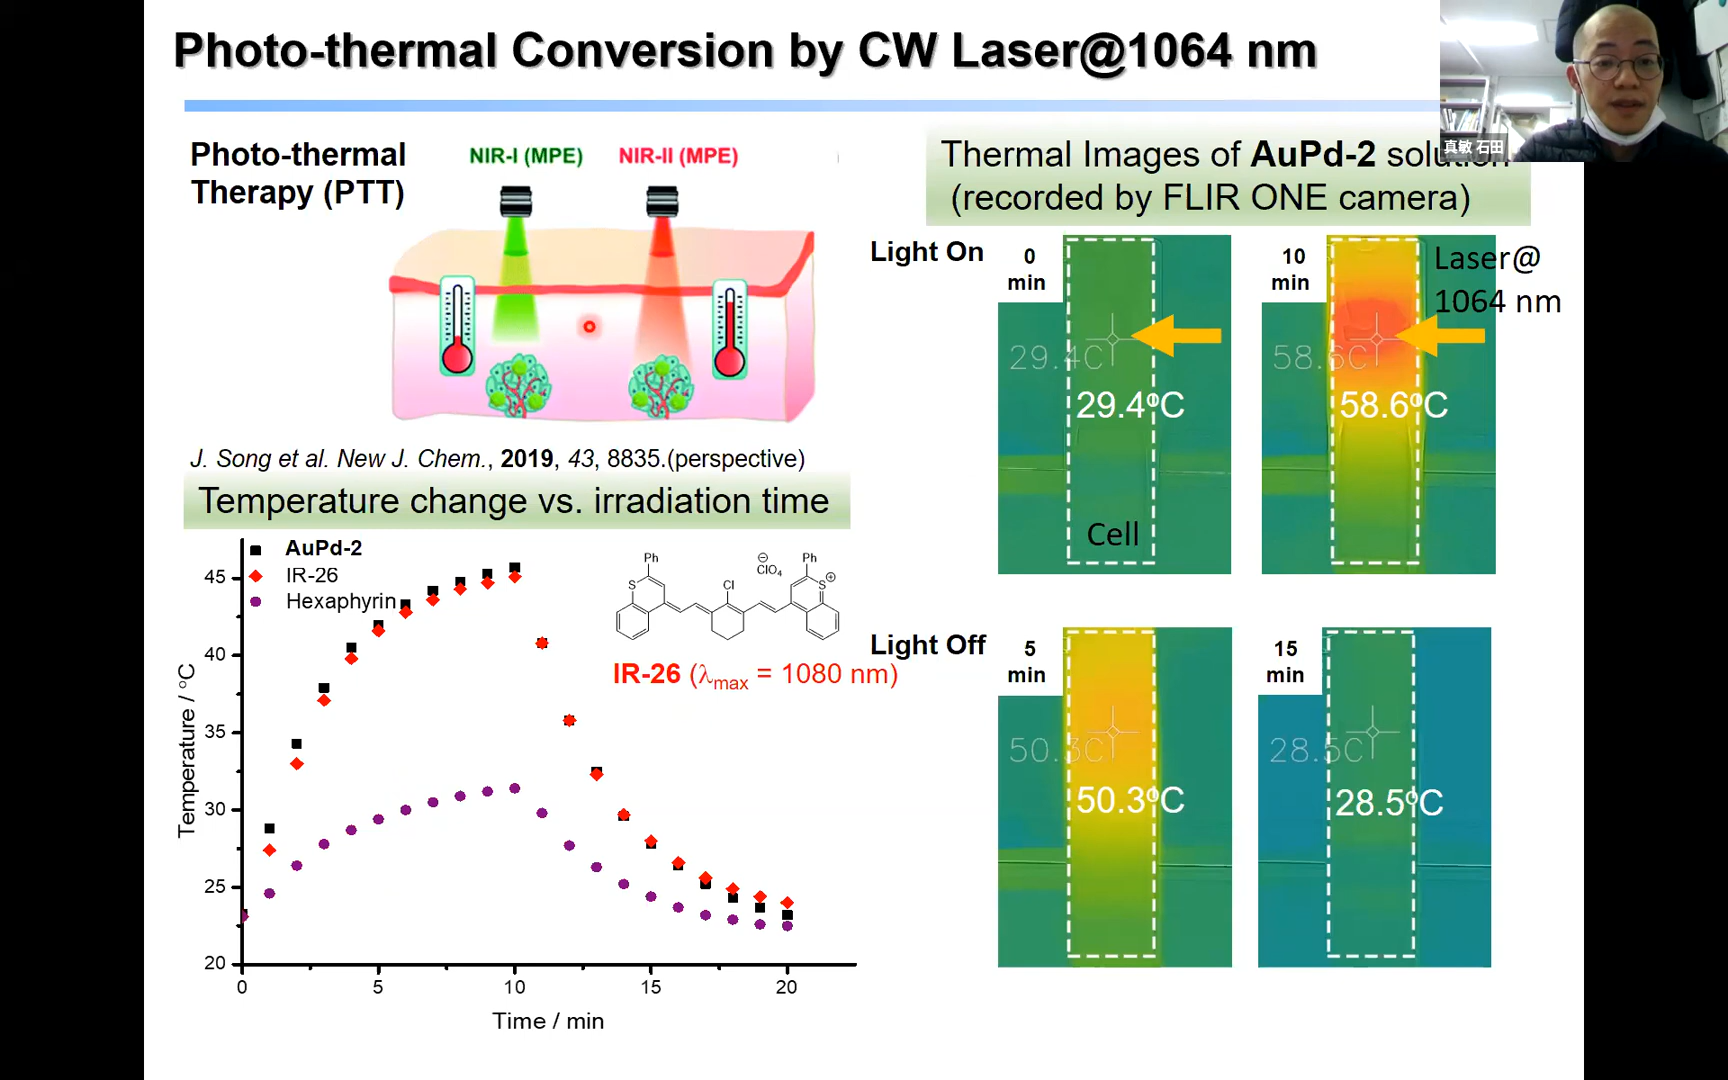 Photo-thermal Conversion by CW Laser@1064 nm
真敏 石田
Photo-thermal
Therapy (PTT)
NIR-I (MPE)
NIR-II (MPE)
J. Song et al. New J. Chem., 2019, 43, 8835.(perspective)
Temperature change vs. irradiation time
AuPd-2
IR-26
Hexaphyrin
Ph
S
Cl
⊖
ClO4
Ph
S⊕
IR-26 (λmax = 1080 nm)
Temperature / °C
45
40
35
30
25
20
0
5
10
15
20
Time / min
Thermal Images of AuPd-2
(recorded by FLIR ONE camera)
Light On
0
min
29.4C
29.4ºC
Cell
10
min
Laser@
1064 nm
58.6C
58.6ºC
Light Off
5
min
50.3C
50.3ºC
15
min
28.5C
28.5ºC